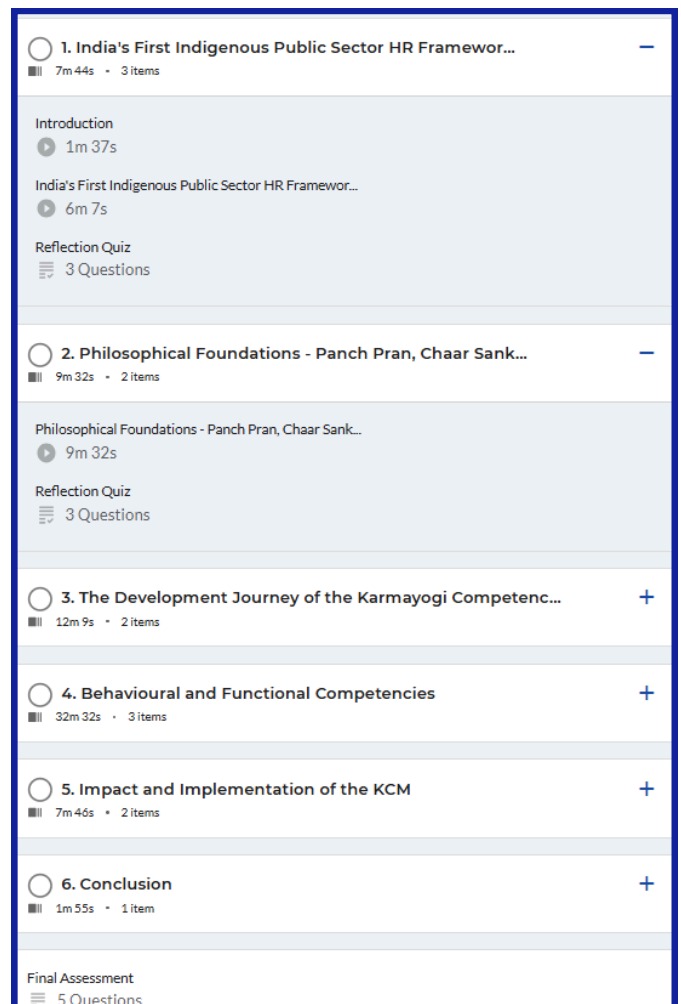 1. India's First Indigenous Public Sector HR Framewor...
7m 44s • 3 items
Introduction
1m 37s
India's First Indigenous Public Sector HR Framewor...
6m 7s
Reflection Quiz
3 Questions
2. Philosophical Foundations - Panch Pran, Chaar Sank...
9m 32s • 2 items
Philosophical Foundations - Panch Pran, Chaar Sank...
9m 32s
Reflection Quiz
3 Questions
3. The Development Journey of the Karmayogi Competenc...
12m 9s • 2 items
4. Behavioural and Functional Competencies
32m 32s • 3 items
5. Impact and Implementation of the KCM
7m 46s • 2 items
6. Conclusion
1m 55s • 1 item
Final Assessment
5 Questions